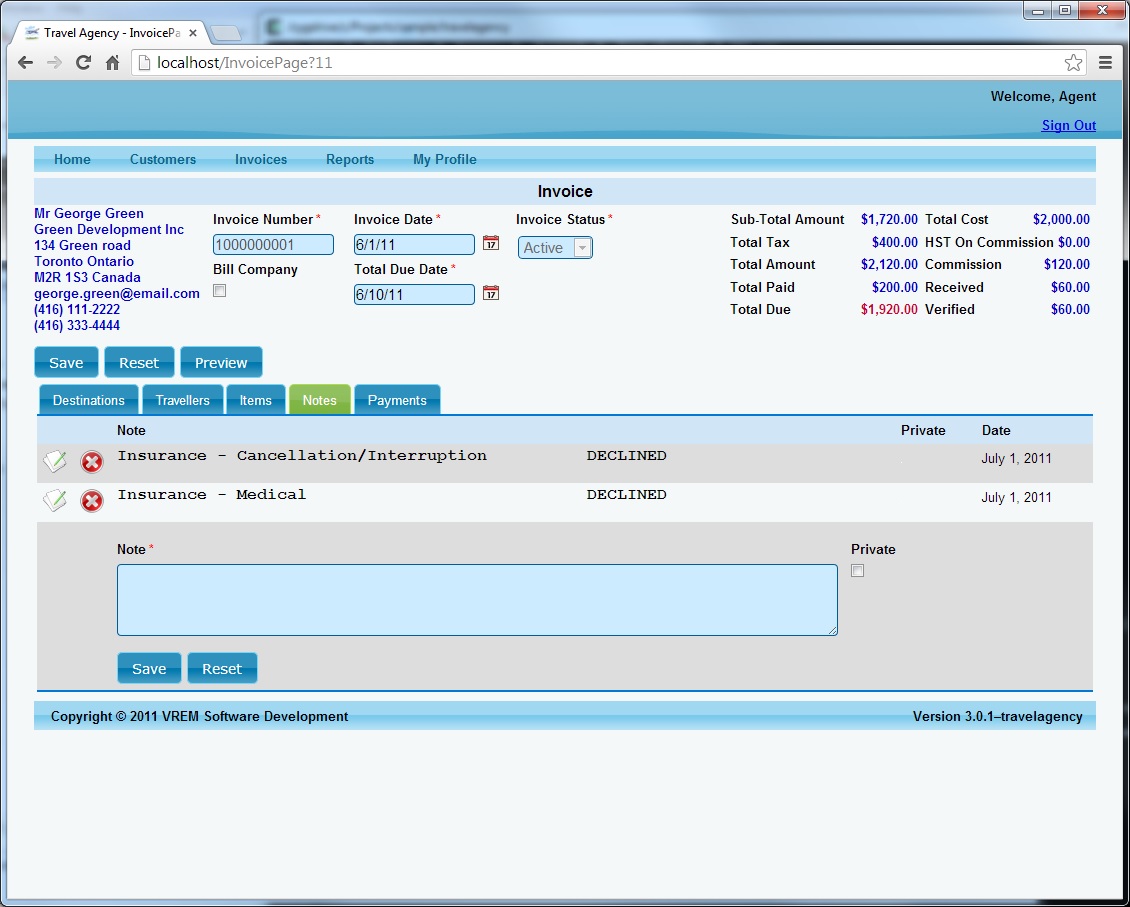 Travel Agency - InvoicePa
localhost/InvoicePage?11
Welcome, Agent
Sign Out
Home Customers Invoices Reports My Profile
Invoice
Mr George Green
Green Development Inc
134 Green road
Toronto Ontario
M2R 1S3 Canada
george.green@email.com
(416) 111-2222
(416) 333-4444
Invoice Number * Invoice Date * Invoice Status *
1000000001 6/1/11 17 Active
Bill Company Total Due Date *
6/10/11 17
Sub-Total Amount $1,720.00 Total Cost $2,000.00
Total Tax $400.00 HST On Commission $0.00
Total Amount $2,120.00 Commission $120.00
Total Paid $200.00 Received $60.00
Total Due $1,920.00 Verified $60.00
Save Reset Preview
Destinations Travellers Items Notes Payments
Note Private Date
Insurance - Cancellation/Interruption DECLINED July 1, 2011
Insurance - Medical DECLINED July 1, 2011
Note * Private
Save Reset
Copyright © 2011 VREM Software Development Version 3.0.1–travelagency